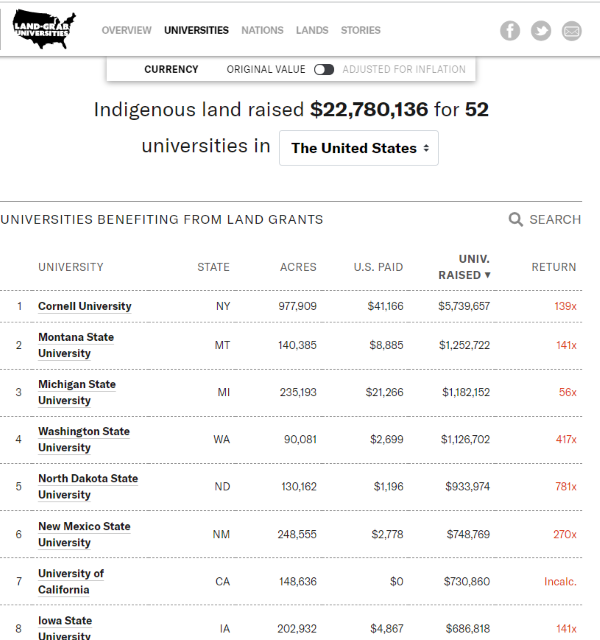 LAND-GRAB
UNIVERSITIES
OVERVIEW UNIVERSITIES NATIONS LANDS STORIES
CURRENCY ORIGINAL VALUE ADJUSTED FOR INFLATION
Indigenous land raised $22,780,136 for 52
universities in The United States
UNIVERSITIES BENEFITING FROM LAND GRANTS SEARCH
UNIVERSITY STATE ACRES U.S. PAID UNIV. RAISED ▼ RETURN
1 Cornell University NY 977,909 $41,166 $5,739,657 139x
2 Montana State University MT 140,385 $8,885 $1,252,722 141x
3 Michigan State University MI 235,193 $21,266 $1,182,152 56x
4 Washington State University WA 90,081 $2,699 $1,126,702 417x
5 North Dakota State University ND 130,162 $1,196 $933,974 781x
6 New Mexico State University NM 248,555 $2,778 $748,769 270x
7 University of California CA 148,636 $0 $730,860 Incalc.
8 Iowa State University IA 202,932 $4,867 $686,818 141x